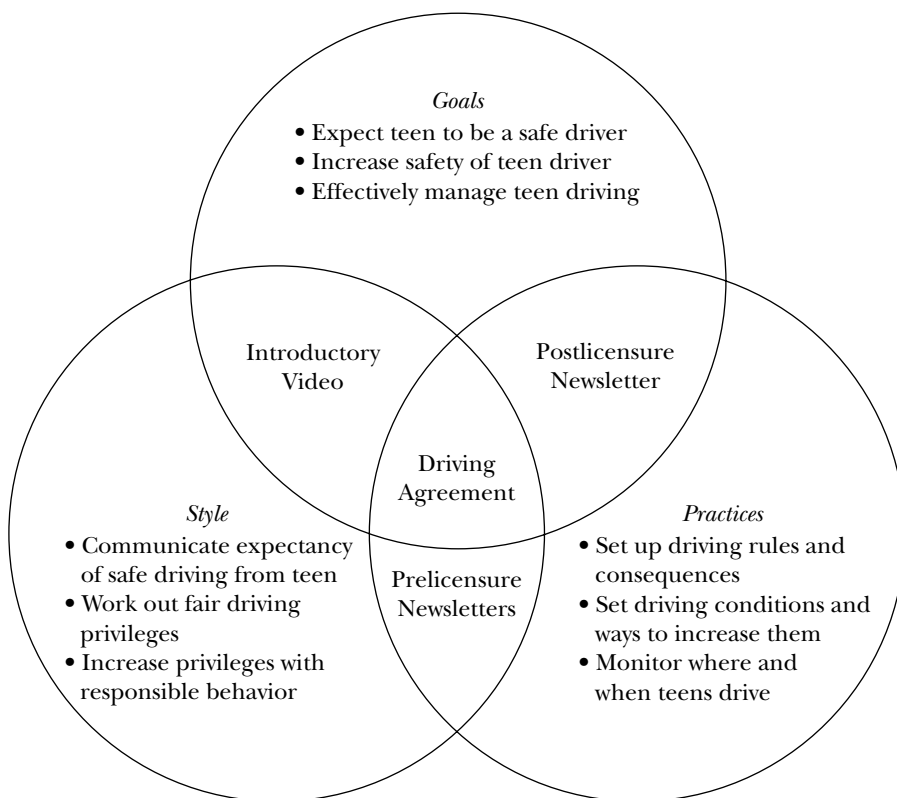 Goals
• Expect teen to be a safe driver
• Increase safety of teen driver
• Effectively manage teen driving
Introductory
Video
Postlicensure
Newsletter
Driving
Agreement
Style
• Communicate expectancy
of safe driving from teen
• Work out fair driving
privileges
• Increase privileges with
responsible behavior
Prelicensure
Newsletters
Practices
• Set up driving rules and
consequences
• Set driving conditions and
ways to increase them
• Monitor where and
when teens drive